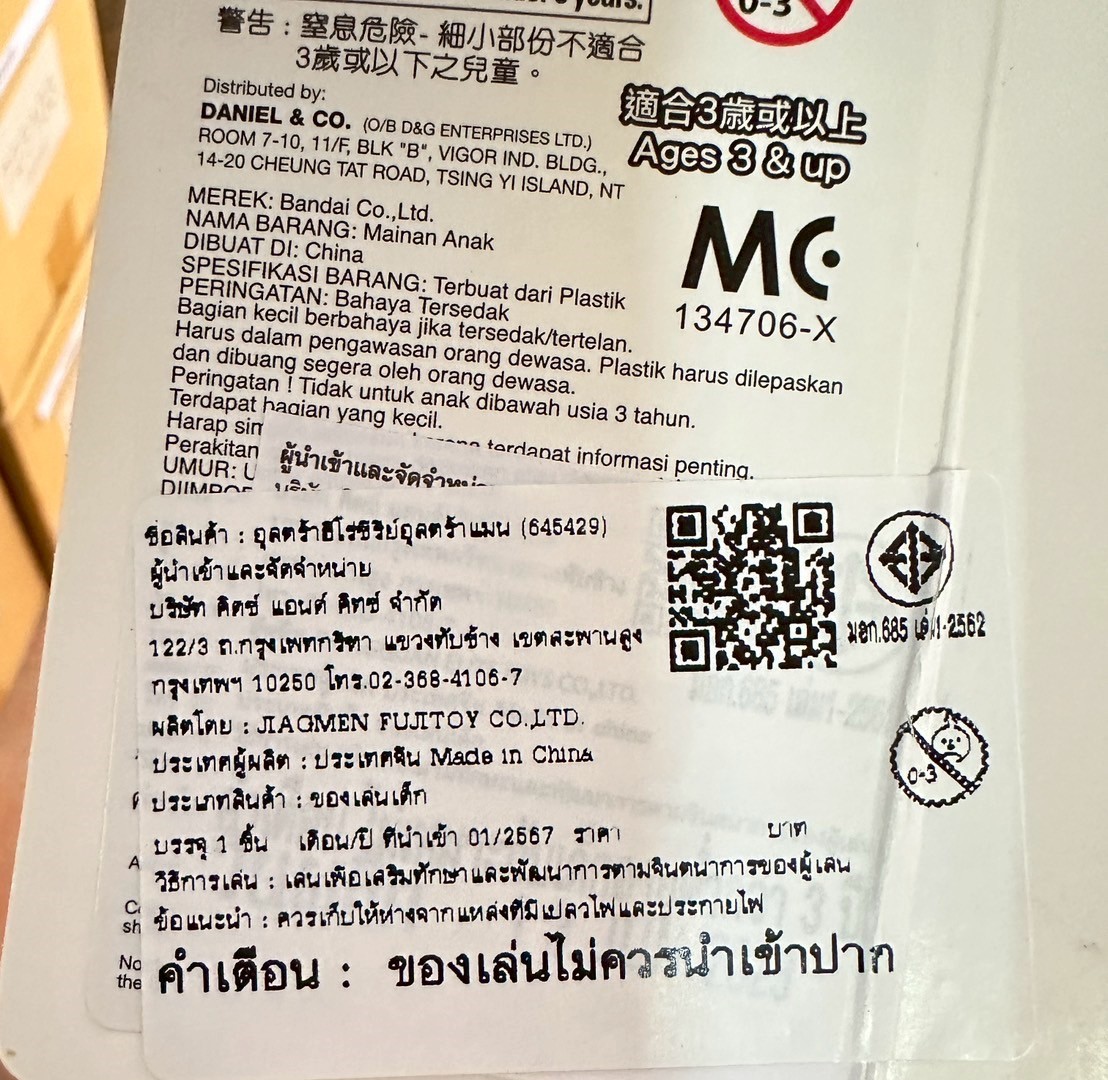 years.
0-3
警告：窒息危險- 細小部份不適合
3歲或以下之兒童。
Distributed by:
DANIEL & CO. (O/B D&G ENTERPRISES LTD.)
ROOM 7-10, 11/F, BLK "B", VIGOR IND. BLDG.,
14-20 CHEUNG TAT ROAD, TSING YI ISLAND, NT
適合3歲或以上
Ages 3 & up
MC
134706-X
MEREK: Bandai Co.,Ltd.
NAMA BARANG: Mainan Anak
DIBUAT DI: China
SPESIFIKASI BARANG: Terbuat dari Plastik
PERINGATAN: Bahaya Tersedak
Bagian kecil berbahaya jika tersedak/tertelan.
Harus dalam pengawasan orang dewasa. Plastik harus dilepaskan
dan dibuang segera oleh orang dewasa.
Peringatan ! Tidak untuk anak dibawah usia 3 tahun.
Terdapat bagian yang kecil.
Harap terdapat informasi penting.
Perakitan
UMUR:
ผู้นำเข้าและจัดจำหน่าย
ชื่อสินค้า : อุลตร้าฮีโร่ซีรีย์อุลตร้าแมน (645429)
ผู้นำเข้าและจัดจำหน่าย
บริษัท คิตซ์ แอนด์ คิทซ์ จำกัด
122/3 ถ.กรุงเทพกรีฑา แขวงทับช้าง เขตสะพานสูง
กรุงเทพฯ 10250 โทร.02-368-4106-7
ผลิตโดย : JIAGMEN FUJITOY CO.,LTD.
ประเทศผู้ผลิต : ประเทศจีน Made in China
ประเภทสินค้า : ของเล่นเด็ก
บรรจุ 1 ชิ้น เดือน/ปี ที่นำเข้า 01/2567 ราคา บาท
วิธีการเล่น : เล่นเพื่อเสริมทักษาและพัฒนาการตามจินตนาการของผู้เล่น
ข้อแนะนำ : ควรเก็บให้ห่างจากแหล่งที่มีเปลวไฟและประกายไฟ
คำเตือน : ของเล่นไม่ควรนำเข้าปาก
มอก.685 เล่ม1-2562
0-3